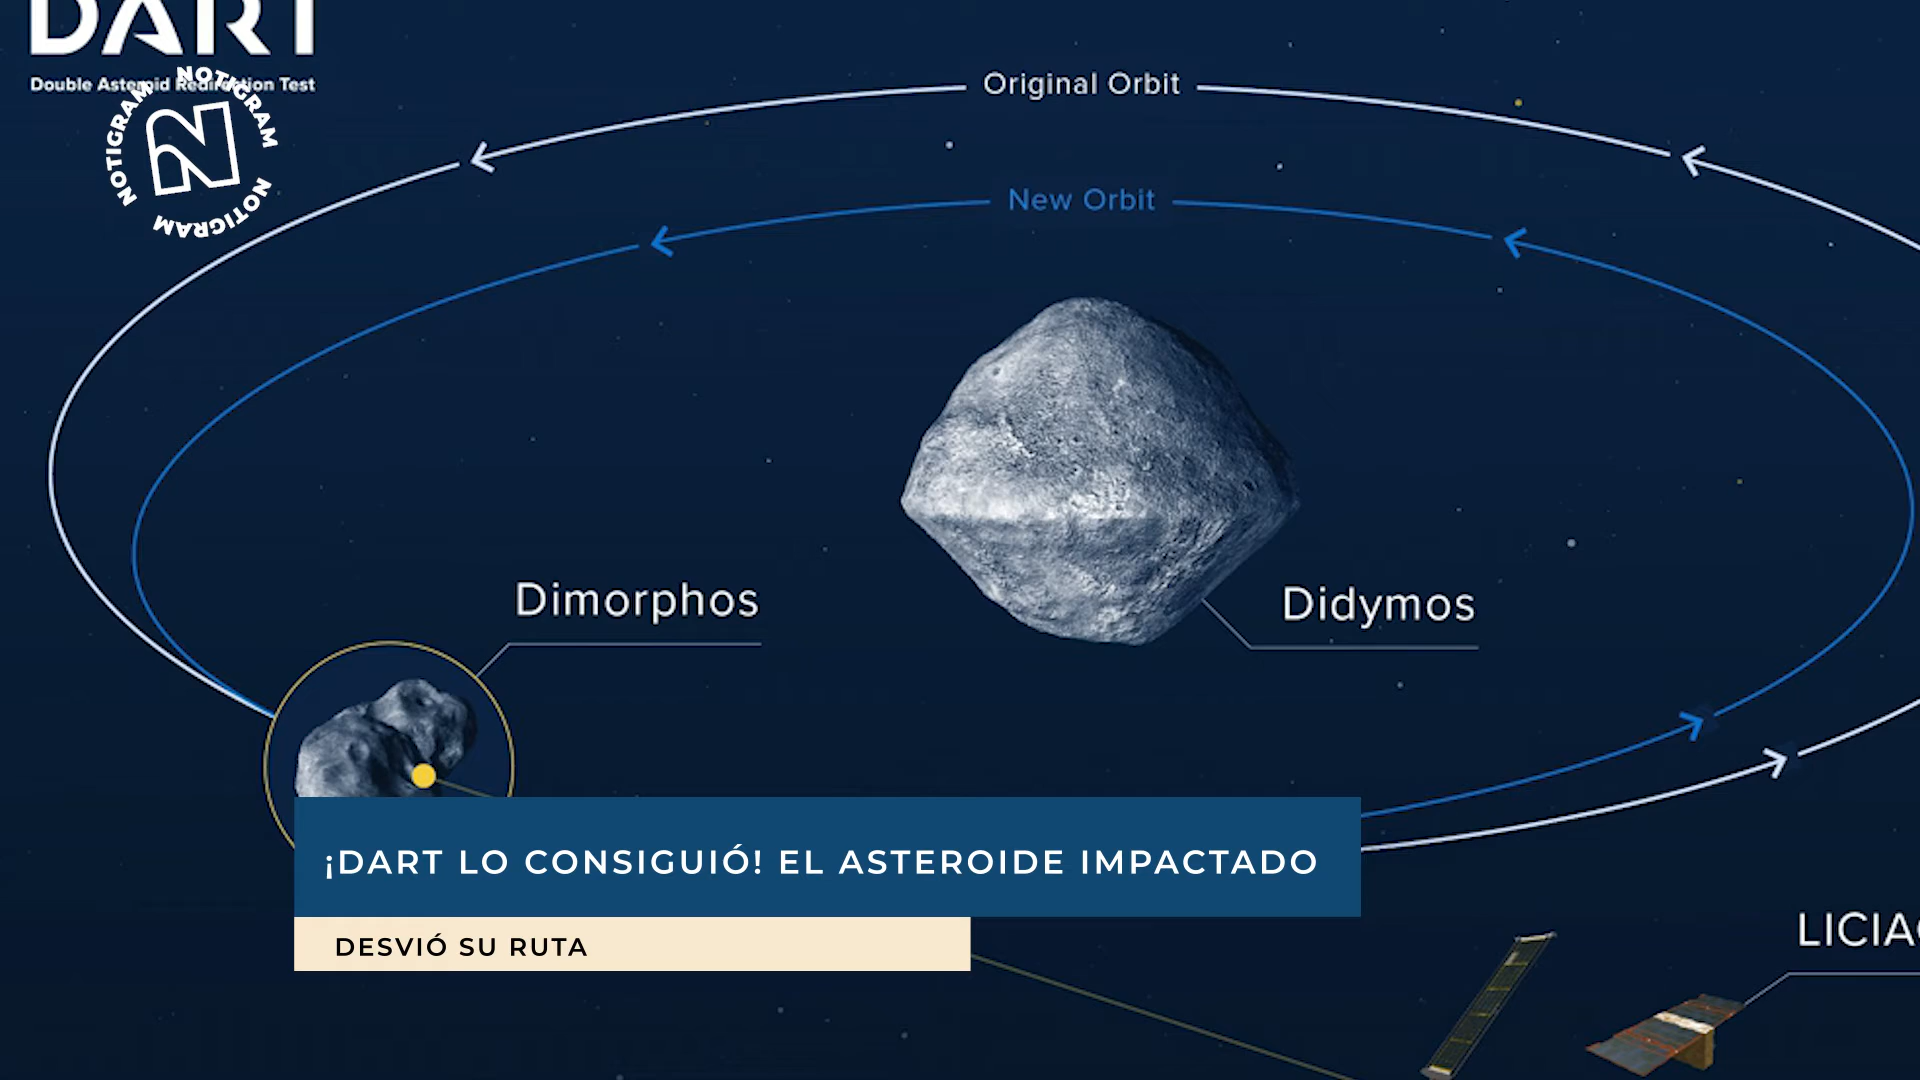 DART
Double Asteroid Redirection Test
NOTIGRAM
NOTIGRAM
NOTIGRAM
N
Original Orbit
New Orbit
Dimorphos
Didymos
¡DART LO CONSIGUIÓ! EL ASTEROIDE IMPACTADO
DESVIÓ SU RUTA